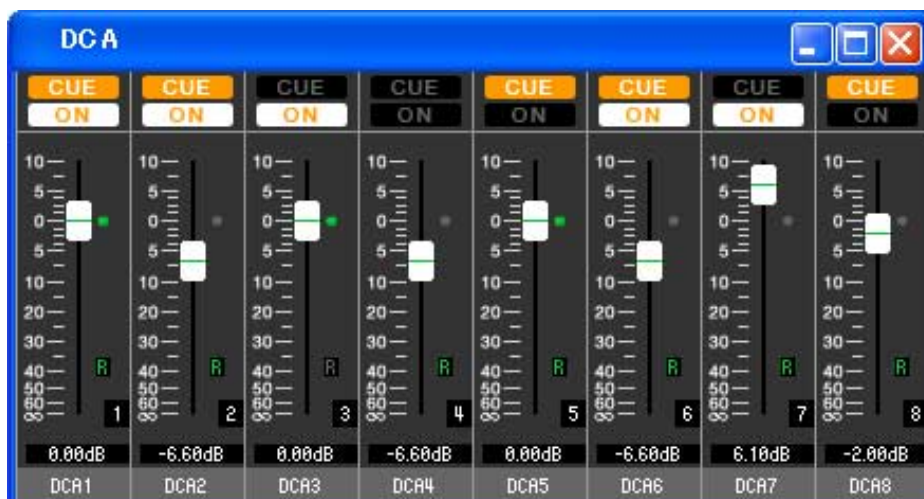 DCA
CUE CUE CUE CUE CUE CUE CUE CUE
ON ON ON ON ON ON ON ON
10 10 10 10 10 10 10 10
5 5 5 5 5 5 5 5
0 0 0 0 0 0 0 0
5 5 5 5 5 5 5 5
10 10 10 10 10 10 10 10
20 20 20 20 20 20 20 20
30 30 30 30 30 30 30 30
40 R 40 R 40 R 40 R 40 R 40 R 40 R 40 R
50 50 50 50 50 50 50 50
60 60 60 60 60 60 60 60
∞ 1 ∞ 2 ∞ 3 ∞ 4 ∞ 5 ∞ 6 ∞ 7 ∞ 8
0.00dB -6.60dB 0.00dB -6.60dB 0.00dB -6.60dB 6.10dB -2.00dB
DCA1 DCA2 DCA3 DCA4 DCA5 DCA6 DCA7 DCA8